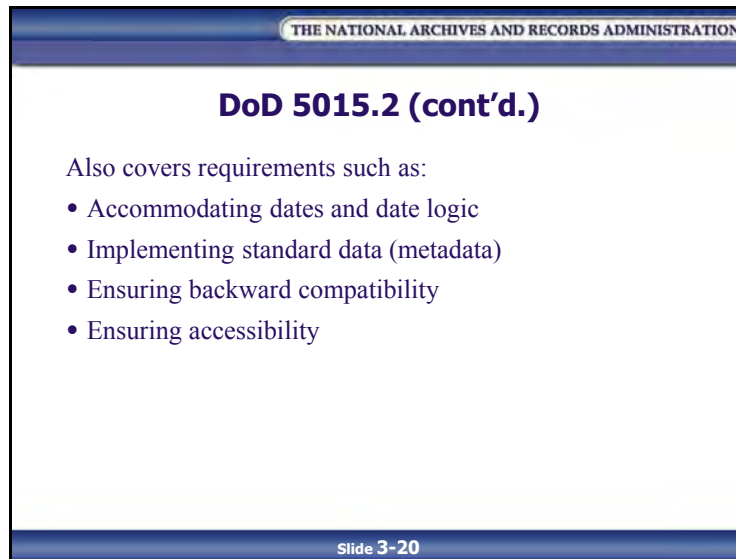 THE NATIONAL ARCHIVES AND RECORDS ADMINISTRATION
DoD 5015.2 (cont’d.)
Also covers requirements such as:
• Accommodating dates and date logic
• Implementing standard data (metadata)
• Ensuring backward compatibility
• Ensuring accessibility
Slide 3-20